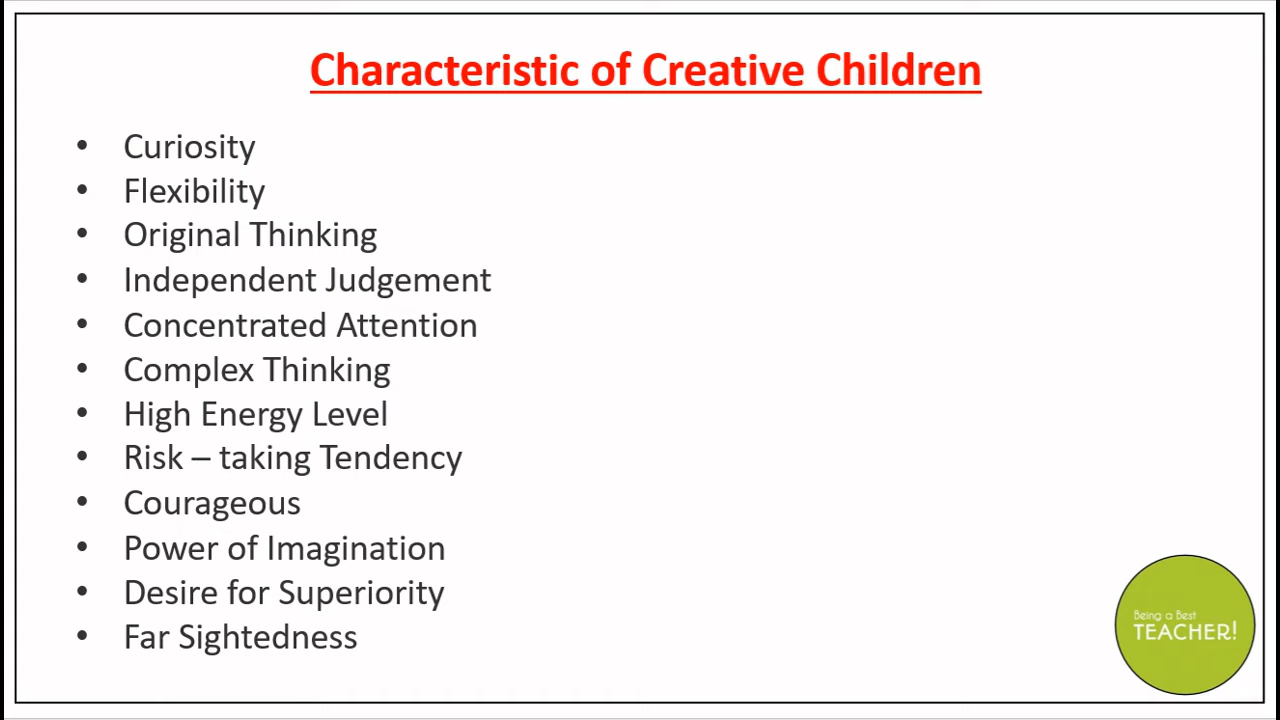 Characteristic of Creative Children
• Curiosity
• Flexibility
• Original Thinking
• Independent Judgement
• Concentrated Attention
• Complex Thinking
• High Energy Level
• Risk – taking Tendency
• Courageous
• Power of Imagination
• Desire for Superiority
• Far Sightedness
Being a Best
TEACHER!